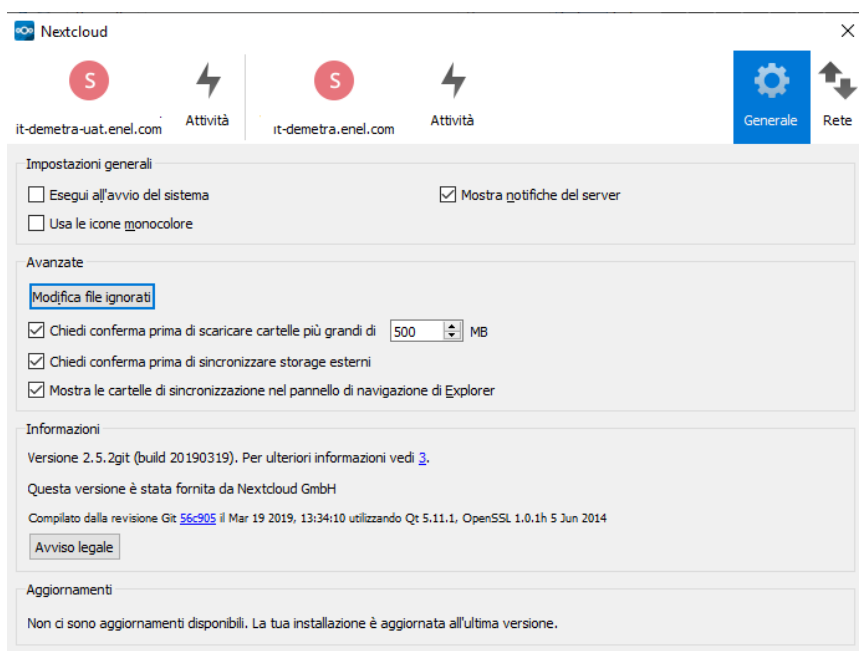 Nextcloud
S
it-demetra-uat.enel.com
Attività
S
it-demetra.enel.com
Attività
Generale
Rete
Impostazioni generali
Esegui all'avvio del sistema
Mostra notifiche del server
Usa le icone monocolore
Avanzate
Modifica file ignorati
Chiedi conferma prima di scaricare cartelle più grandi di 500 MB
Chiedi conferma prima di sincronizzare storage esterni
Mostra le cartelle di sincronizzazione nel pannello di navigazione di Explorer
Informazioni
Versione 2.5.2git (build 20190319). Per ulteriori informazioni vedi 3.
Questa versione è stata fornita da Nextcloud GmbH
Compilato dalla revisione Git 56c905 il Mar 19 2019, 13:34:10 utilizzando Qt 5.11.1, OpenSSL 1.0.1h 5 Jun 2014
Avviso legale
Aggiornamenti
Non ci sono aggiornamenti disponibili. La tua installazione è aggiornata all'ultima versione.